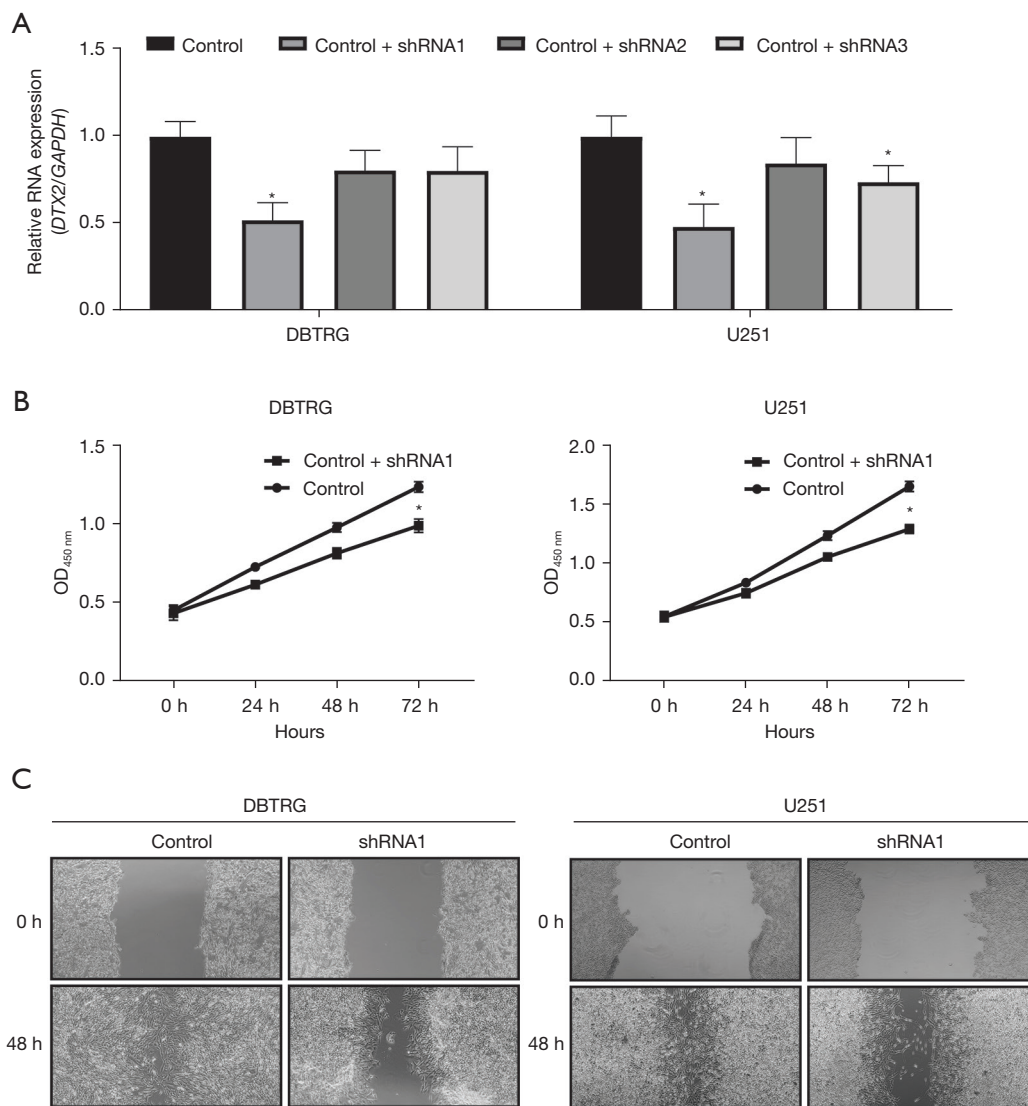 A
Control
Control + shRNA1
Control + shRNA2
Control + shRNA3
Relative RNA expression
(DTX2/GAPDH)
1.5
1.0
0.5
0.0
*
*
*
DBTRG
U251
B
DBTRG
OD450 nm
1.5
1.0
0.5
0.0
Control + shRNA1
Control
*
0 h
24 h
48 h
72 h
Hours
U251
OD450 nm
2.0
1.5
1.0
0.5
0.0
Control + shRNA1
Control
*
0 h
24 h
48 h
72 h
Hours
C
DBTRG
Control
shRNA1
0 h
48 h
U251
Control
shRNA1
0 h
48 h